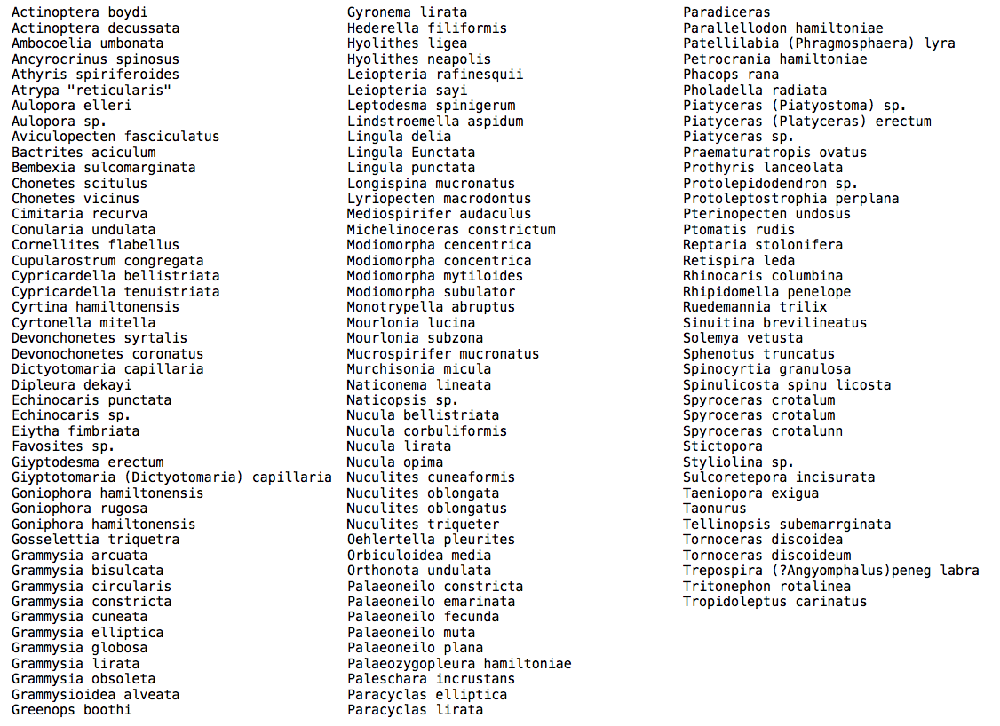 Actinoptera boydi
Actinoptera decussata
Ambocoelia umbonata
Ancyrocrinus spinosus
Athyris spiriferoides
Atrypa "reticularis"
Aulopora elleri
Aulopora sp.
Aviculopecten fasciculatus
Bactrites aciculum
Bembexia sulcomarginata
Chonetes scitulus
Chonetes vicinus
Cimitaria recurva
Conularia undulata
Cornellites flabellus
Cupularostrum congregata
Cypricardella bellistriata
Cypricardella tenuistriata
Cyrtina hamiltonensis
Cyrtonella mitella
Devonchonetes syrtalis
Devonochonetes coronatus
Dictyotomaria capillaria
Dipleura dekayi
Echinocaris punctata
Echinocaris sp.
Eiytha fimbriata
Favosites sp.
Giyptodesma erectum
Giyptotomaria (Dictyotomaria) capillaria
Goniophora hamiltonensis
Goniophora rugosa
Goniphora hamiltonensis
Gosselettia triquetra
Grammysia arcuata
Grammysia bisulcata
Grammysia circularis
Grammysia constricta
Grammysia cuneata
Grammysia elliptica
Grammysia globosa
Grammysia lirata
Grammysia obsoleta
Grammysioidea alveata
Greenops boothi
Gyronema lirata
Hederella filiformis
Hyolithes ligea
Hyolithes neapolis
Leiopteria rafinesquii
Leiopteria sayi
Leptodesma spinigerum
Lindstroemella aspidum
Lingula delia
Lingula Eunctata
Lingula punctata
Longispina mucronatus
Lyriopecten macrodontus
Mediospirifer audaculus
Michelinoceras constrictum
Modiomorpha cencentrica
Modiomorpha concentrica
Modiomorpha mytiloides
Modiomorpha subulator
Monotrypella abruptus
Mourlonia lucina
Mourlonia subzona
Mucrospirifer mucronatus
Murchisonia micula
Naticonema lineata
Naticopsis sp.
Nucula bellistriata
Nucula corbuliformis
Nucula lirata
Nucula opima
Nuculites cuneaformis
Nuculites oblongata
Nuculites oblongatus
Nuculites triqueter
Oehlertella pleurites
Orbiculoidea media
Orthonota undulata
Palaeoneilo constricta
Palaeoneilo emarinata
Palaeoneilo fecunda
Palaeoneilo muta
Palaeoneilo plana
Palaeozygopleura hamiltoniae
Paleschara incrustans
Paracyclas elliptica
Paracyclas lirata
Paradiceras
Parallellodon hamiltoniae
Patellilabia (Phragmosphaera) lyra
Petrocrania hamiltoniae
Phacops rana
Pholadella radiata
Piatyceras (Piatyostoma) sp.
Piatyceras (Platyceras) erectum
Piatyceras sp.
Praematuratropis ovatus
Prothyris lanceolata
Protolepidodendron sp.
Protoleptostrophia perplana
Pterinopecten undosus
Ptomatis rudis
Reptaria stolonifera
Retispira leda
Rhinocaris columbina
Rhipidomella penelope
Ruedemannia trilix
Sinuitina brevilineatus
Solemya vetusta
Sphenotus truncatus
Spinocyrtia granulosa
Spinulicosta spinu licosta
Spyroceras crotalum
Spyroceras crotalum
Spyroceras crotalunn
Stictopora
Styliolina sp.
Sulcoretepora incisurata
Taeniopora exigua
Taonurus
Tellinopsis subemarrginata
Tornoceras discoidea
Tornoceras discoideum
Trepospira (?Angyomphalus)peneg labra
Tritonephon rotalinea
Tropidoleptus carinatus